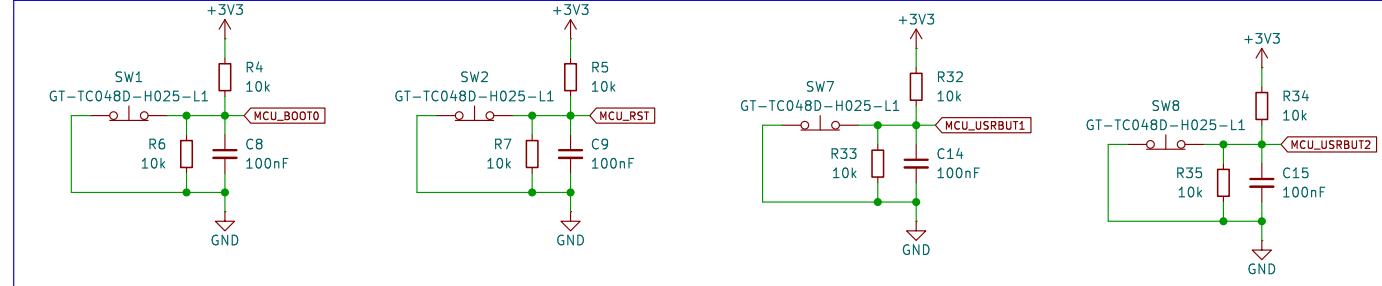 +3V3
R4
10k
SW1
GT-TC048D-H025-L1
MCU_BOOT0
R6
10k
C8
100nF
GND
+3V3
R5
10k
SW2
GT-TC048D-H025-L1
MCU_RST
R7
10k
C9
100nF
GND
+3V3
R32
10k
SW7
GT-TC048D-H025-L1
MCU_USRBUT1
R33
10k
C14
100nF
GND
+3V3
R34
10k
SW8
GT-TC048D-H025-L1
MCU_USRBUT2
R35
10k
C15
100nF
GND